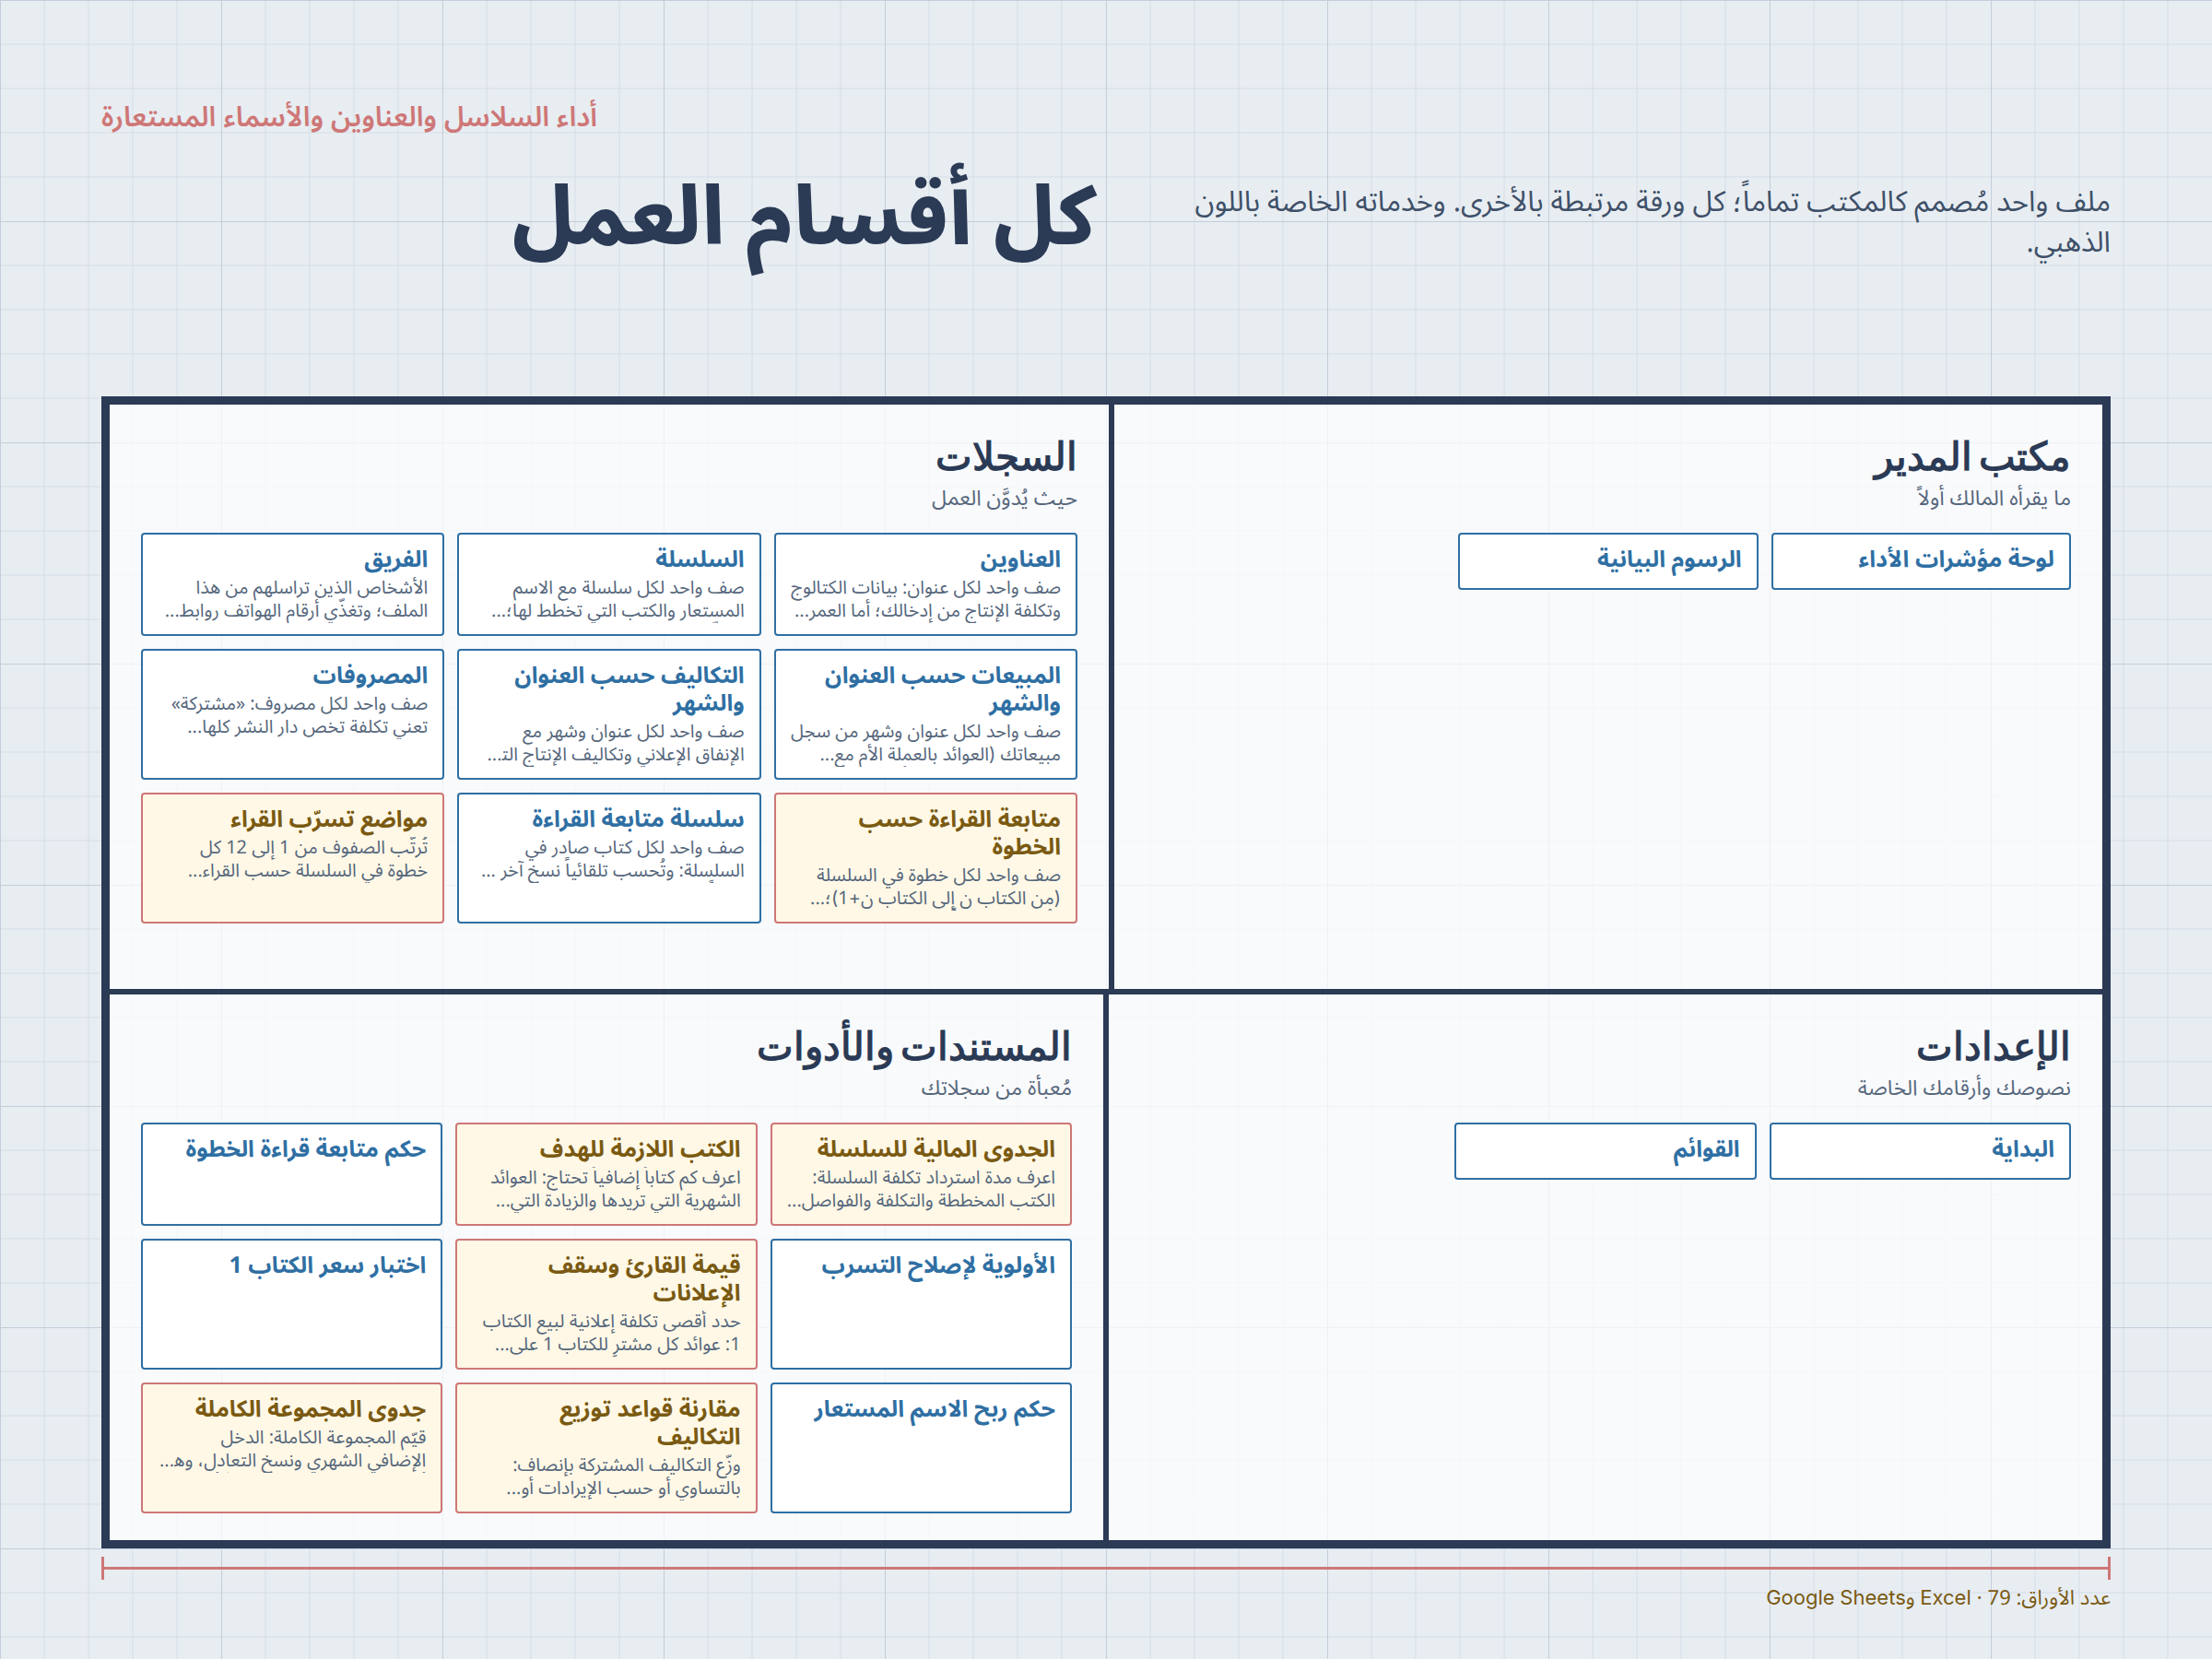 أداء السلاسل والعناوين والأسماء المستعارة
كل أقسام العمل
ملف واحد مُصمم كالمكتب تماماً؛ كل ورقة مرتبطة بالأخرى. وخدماته الخاصة باللون
الذهبي.
مكتب المدير
ما يقرأه المالك أولاً
لوحة مؤشرات الأداء
الرسوم البيانية
السجلات
حيث يُدوَّن العمل
العناوين
صف واحد لكل عنوان: بيانات الكتالوج
وتكلفة الإنتاج من إدخالك؛ أما العمر...
السلسلة
صف واحد لكل سلسلة مع الاسم
المستعار والكتب التي تخطط لها؛...
الفريق
الأشخاص الذين تراسلهم من هذا
الملف؛ وتغذّي أرقام الهواتف روابط...
المبيعات حسب العنوان
والشهر
صف واحد لكل عنوان وشهر من سجل
مبيعاتك (العوائد بالعملة الأم مع...
التكاليف حسب العنوان
والشهر
صف واحد لكل عنوان وشهر مع
الإنفاق الإعلاني وتكاليف الإنتاج التـ...
المصروفات
صف واحد لكل مصروف: «مشتركة»
تعني تكلفة تخص دار النشر كلها...
متابعة القراءة حسب
الخطوة
صف واحد لكل خطوة في السلسلة
(من الكتاب ن إلى الكتاب ن+1)؛...
سلسلة متابعة القراءة
صف واحد لكل كتاب صادر في
السلسلة: وتُحسب تلقائياً نسخ آخر ...
مواضع تسرّب القراء
تُرتّب الصفوف من 1 إلى 12 كل
خطوة في السلسلة حسب القراء...
الإعدادات
نصوصك وأرقامك الخاصة
البداية
القوائم
المستندات والأدوات
مُعبأة من سجلاتك
الجدوى المالية للسلسلة
اعرف مدة استرداد تكلفة السلسلة:
الكتب المخططة والتكلفة والفواصل...
الكتب اللازمة للهدف
اعرف كم كتاباً إضافياً تحتاج: العوائد
الشهرية التي تريدها والزيادة التي...
حكم متابعة قراءة الخطوة
الأولوية لإصلاح التسرب
قيمة القارئ وسقف
الإعلانات
حدد أقصى تكلفة إعلانية لبيع الكتاب
1: عوائد كل مشترٍ للكتاب 1 على...
اختبار سعر الكتاب 1
حكم ربح الاسم المستعار
مقارنة قواعد توزيع
التكاليف
وزّع التكاليف المشتركة بإنصاف:
بالتساوي أو حسب الإيرادات أو...
جدوى المجموعة الكاملة
قيّم المجموعة الكاملة: الدخل
الإضافي الشهري ونسخ التعادل، وهـ...
عدد الأوراق: 79 · Excel وGoogle Sheets